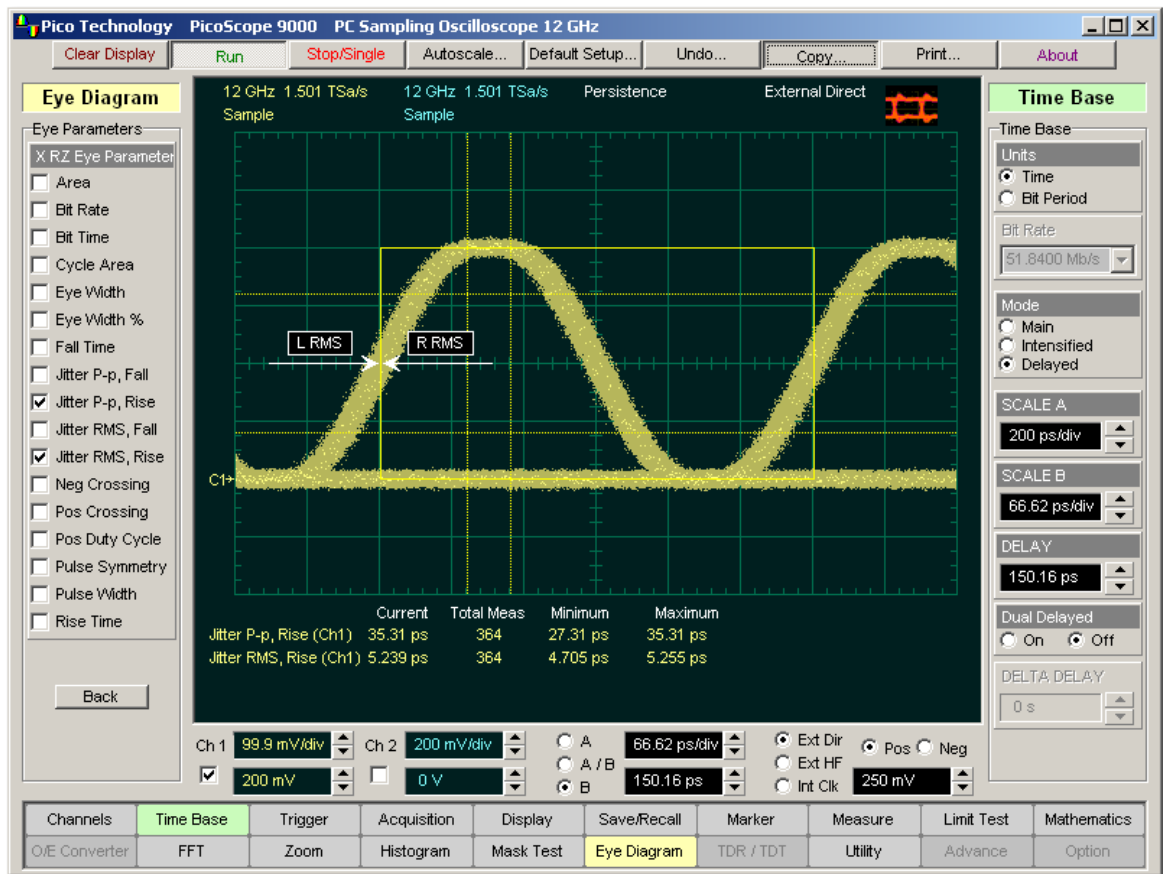 Pico Technology PicoScope 9000 PC Sampling Oscilloscope 12 GHz
Clear Display Run Stop/Single Autoscale... Default Setup... Undo... Copy... Print... About
Eye Diagram
Eye Parameters
X RZ Eye Parameter
Area
Bit Rate
Bit Time
Cycle Area
Eye Width
Eye Width %
Fall Time
Jitter P-p, Fall
Jitter P-p, Rise
Jitter RMS, Fall
Jitter RMS, Rise
Neg Crossing
Pos Crossing
Pos Duty Cycle
Pulse Symmetry
Pulse Width
Rise Time
Back
12 GHz 1.501 TSa/s 12 GHz 1.501 TSa/s Persistence External Direct
Sample Sample
L RMS R RMS
C1
Current Total Meas Minimum Maximum
Jitter P-p, Rise (Ch1) 35.31 ps 364 27.31 ps 35.31 ps
Jitter RMS, Rise (Ch1) 5.239 ps 364 4.705 ps 5.255 ps
Time Base
Time Base
Units
Time
Bit Period
Bit Rate
51.8400 Mb/s
Mode
Main
Intensified
Delayed
SCALE A
200 ps/div
SCALE B
66.62 ps/div
DELAY
150.16 ps
Dual Delayed
On Off
DELTA DELAY
0 s
Ch 1 99.9 mV/div Ch 2 200 mV/div A 66.62 ps/div Ext Dir Pos Neg
A / B Ext HF
200 mV 0 V B 150.16 ps Int Clk 250 mV
Channels Time Base Trigger Acquisition Display Save/Recall Marker Measure Limit Test Mathematics
O/E Converter FFT Zoom Histogram Mask Test Eye Diagram TDR / TDT Utility Advance Option